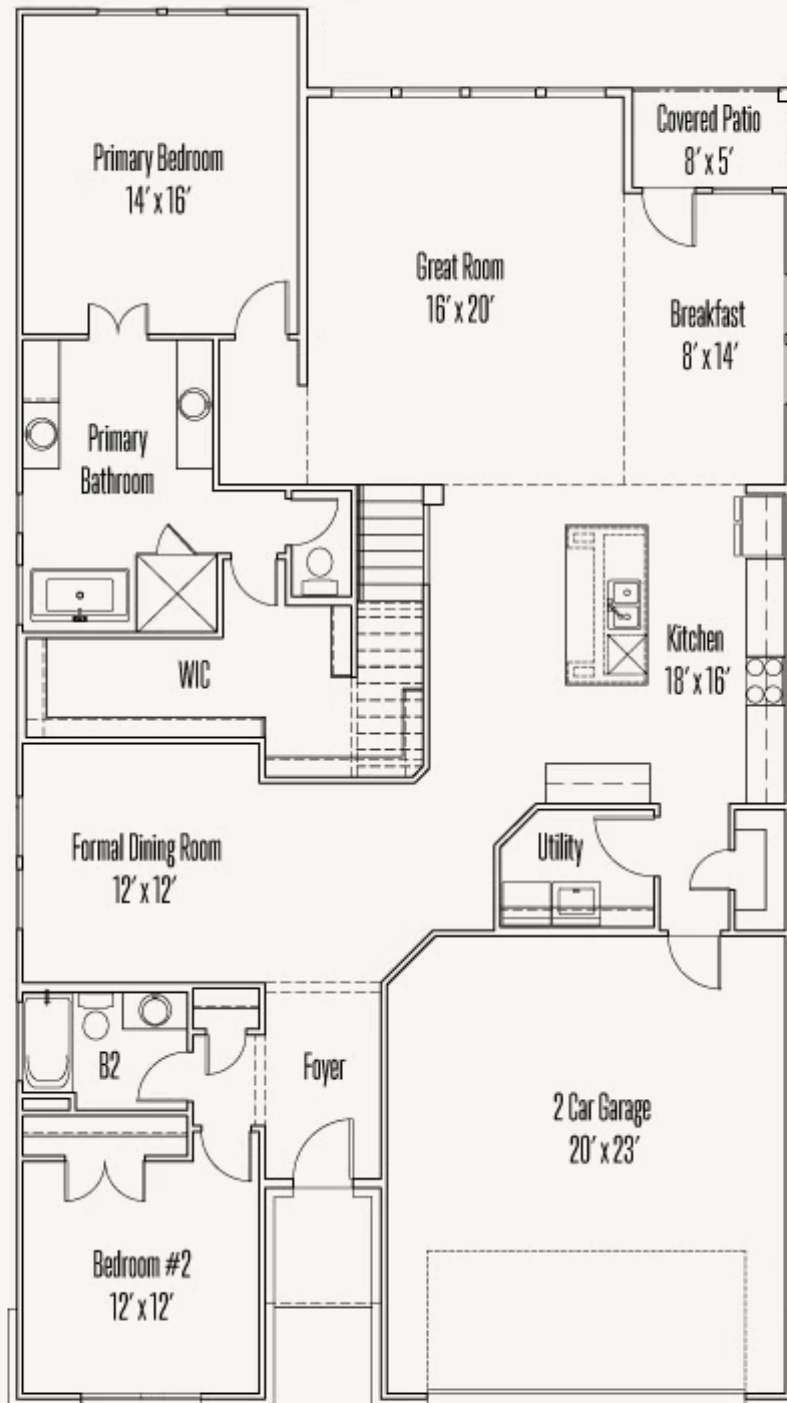 Covered Patio
8' x 5'
Primary Bedroom
14' x 16'
Great Room
16' x 20'
Breakfast
8' x 14'
Primary
Bathroom
Kitchen
18' x 16'
WIC
Formal Dining Room
12' x 12'
Utility
B2
Foyer
2 Car Garage
20' x 23'
Bedroom #2
12' x 12'